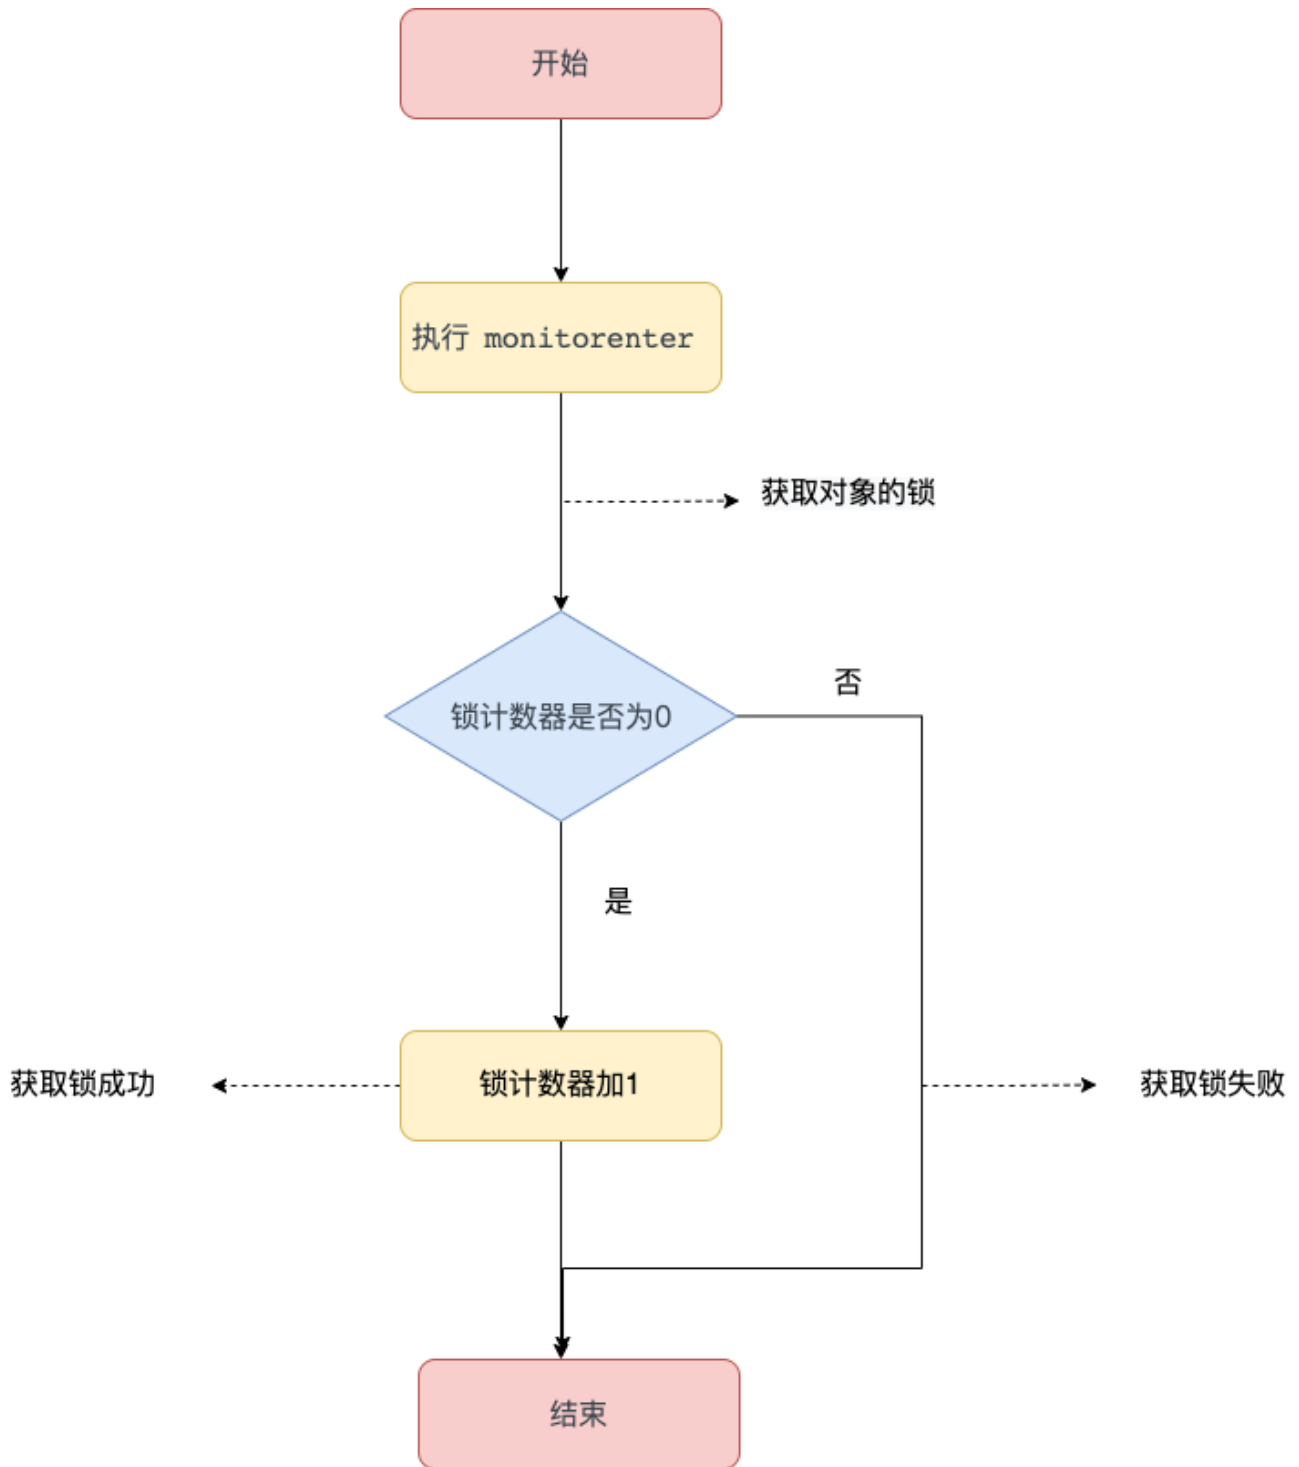 开始
执行 monitorenter
获取对象的锁
否
锁计数器是否为0
是
获取锁成功
锁计数器加1
获取锁失败
结束